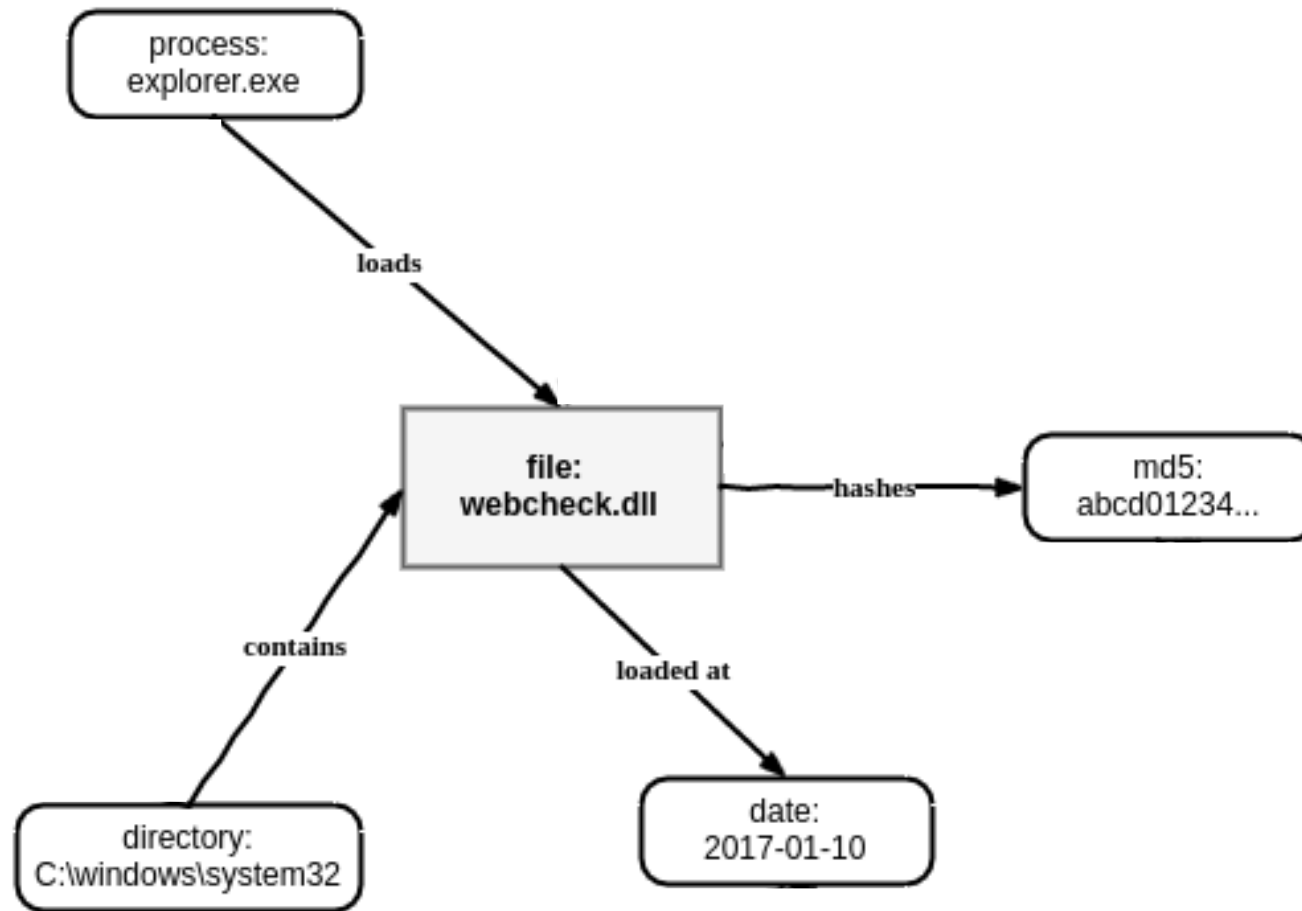 process:
explorer.exe
loads
file:
webcheck.dll
hashes
md5:
abcd01234...
contains
loaded at
directory:
C:\windows\system32
date:
2017-01-10